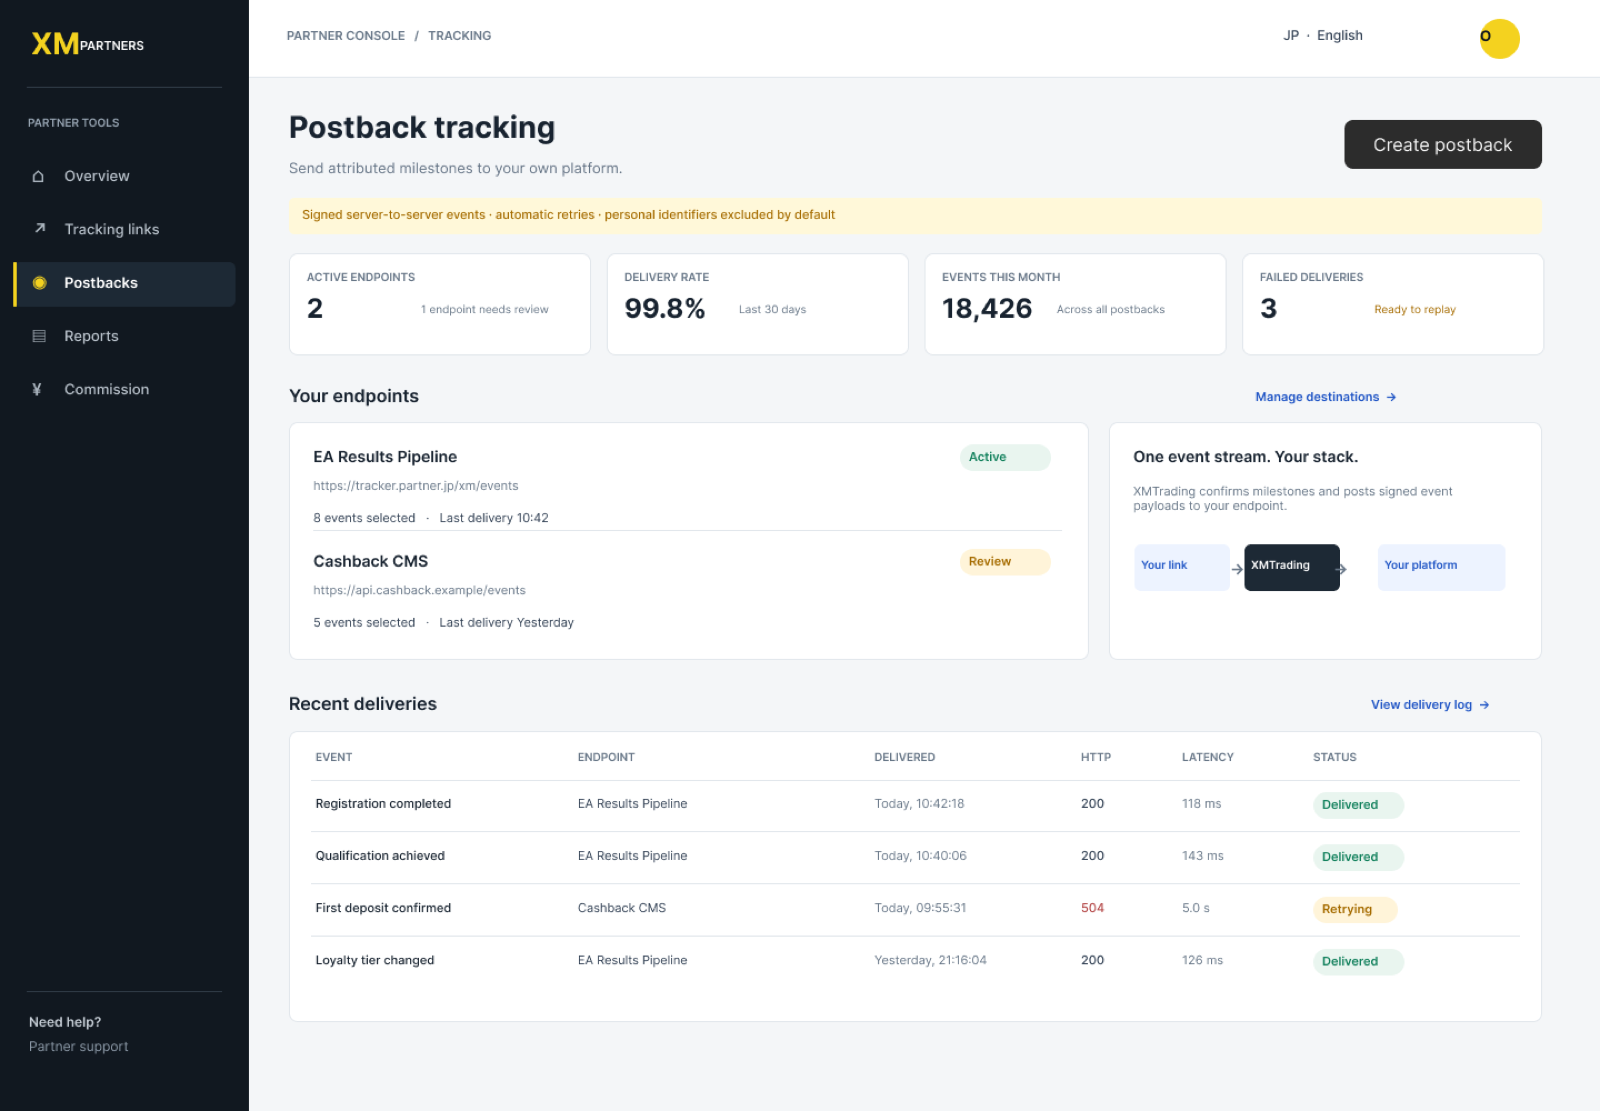 XM PARTNERS
PARTNER TOOLS
Overview
Tracking links
Postbacks
Reports
¥ Commission
Need help?
Partner support
PARTNER CONSOLE / TRACKING
JP · English
O
Postback tracking
Send attributed milestones to your own platform.
Create postback
Signed server-to-server events · automatic retries · personal identifiers excluded by default
ACTIVE ENDPOINTS
2 1 endpoint needs review
DELIVERY RATE
99.8% Last 30 days
EVENTS THIS MONTH
18,426 Across all postbacks
FAILED DELIVERIES
3 Ready to replay
Your endpoints
Manage destinations →
EA Results Pipeline
Active
https://tracker.partner.jp/xm/events
8 events selected · Last delivery 10:42
Cashback CMS
Review
https://api.cashback.example/events
5 events selected · Last delivery Yesterday
One event stream. Your stack.
XMTrading confirms milestones and posts signed event
payloads to your endpoint.
Your link → XMTrading → Your platform
Recent deliveries
View delivery log →
EVENT ENDPOINT DELIVERED HTTP LATENCY STATUS
Registration completed EA Results Pipeline Today, 10:42:18 200 118 ms Delivered
Qualification achieved EA Results Pipeline Today, 10:40:06 200 143 ms Delivered
First deposit confirmed Cashback CMS Today, 09:55:31 504 5.0 s Retrying
Loyalty tier changed EA Results Pipeline Yesterday, 21:16:04 200 126 ms Delivered